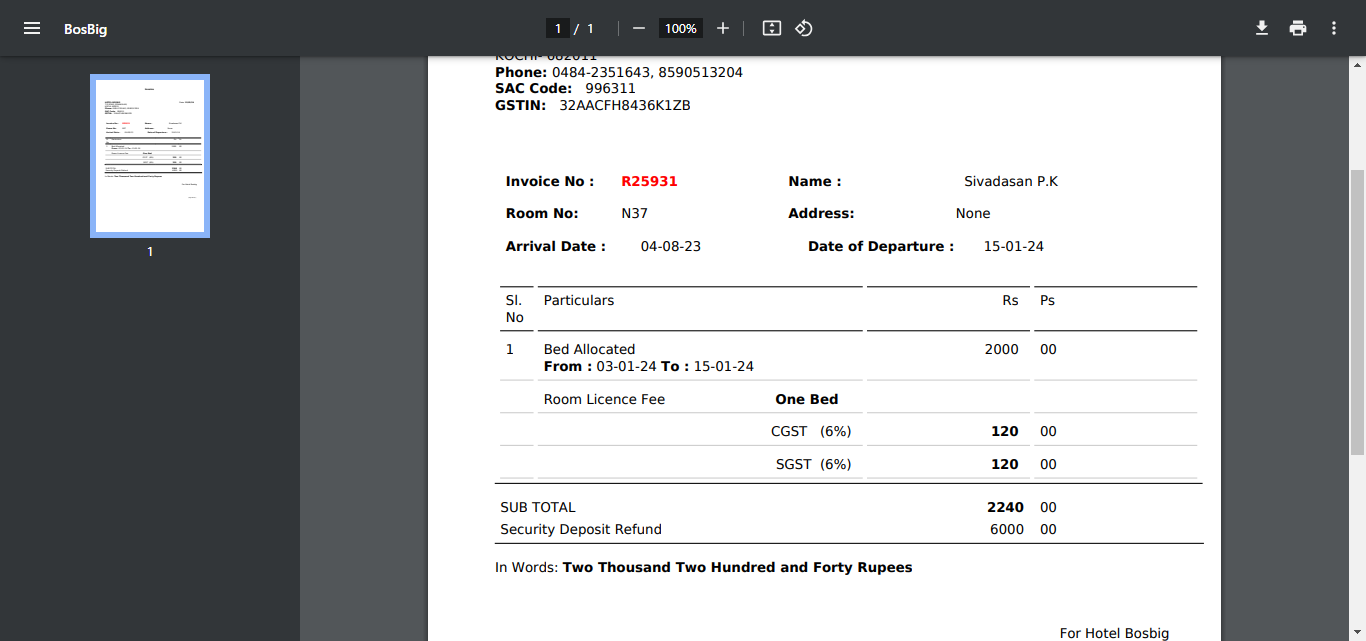 BosBig
1 / 1
100%
KOCHI- 682011
Phone: 0484-2351643, 8590513204
SAC Code: 996311
GSTIN: 32AACFH8436K1ZB
Invoice No : R25931 Name : Sivadasan P.K
Room No: N37 Address: None
Arrival Date : 04-08-23 Date of Departure : 15-01-24
Sl. No Particulars Rs Ps
1 Bed Allocated 2000 00
From : 03-01-24 To : 15-01-24
Room Licence Fee One Bed
CGST (6%) 120 00
SGST (6%) 120 00
SUB TOTAL 2240 00
Security Deposit Refund 6000 00
In Words: Two Thousand Two Hundred and Forty Rupees
For Hotel Bosbig
1